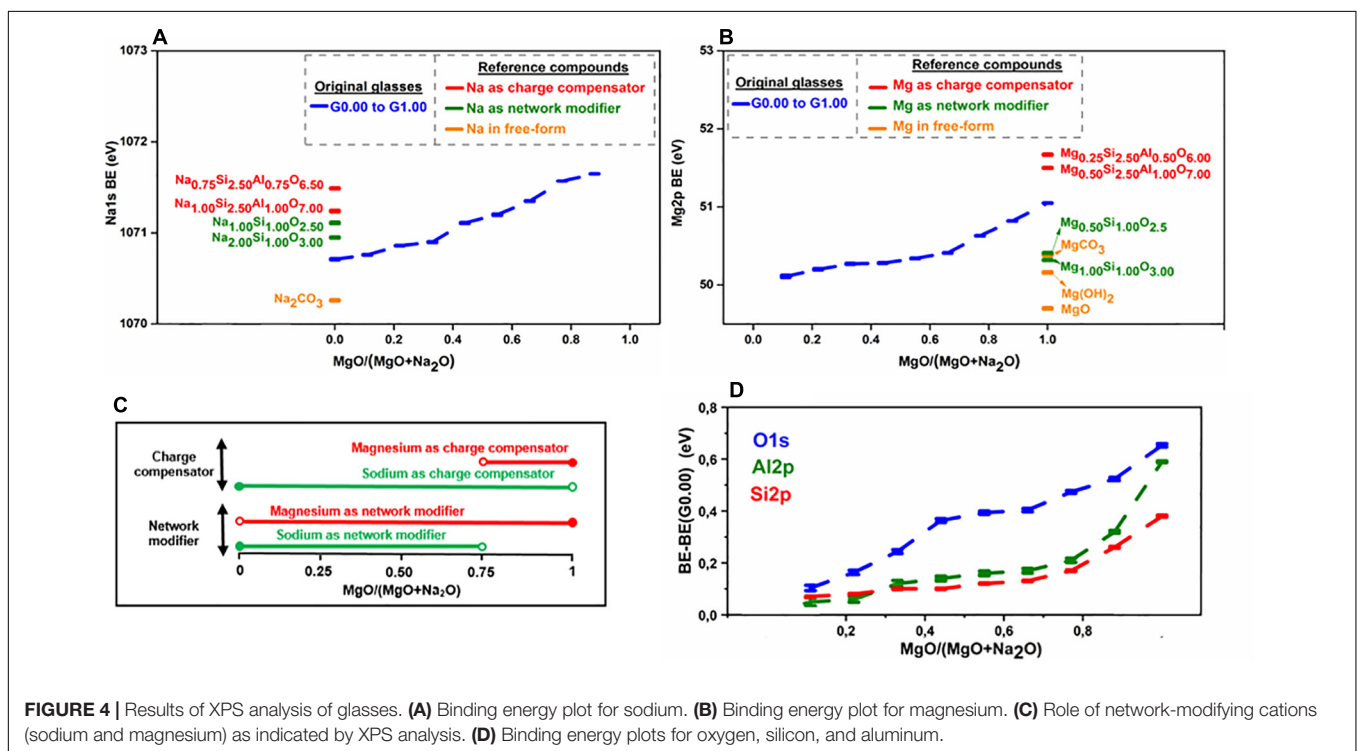 A
1073
1072
1071
1070
Na1s BE (eV)
Original glasses
G0.00 to G1.00
Reference compounds
Na as charge compensator
Na as network modifier
Na in free-form
Na0.75Si2.50Al0.75O6.50
Na1.00Si2.50Al1.00O7.00
Na1.00Si1.00O2.50
Na2.00Si1.00O3.00
Na2CO3
0.0 0.2 0.4 0.6 0.8 1.0
MgO/(MgO+Na2O)
B
53
52
51
50
Mg2p BE (eV)
Original glasses
G0.00 to G1.00
Reference compounds
Mg as charge compensator
Mg as network modifier
Mg in free-form
Mg0.25Si2.50Al0.50O6.00
Mg0.50Si2.50Al1.00O7.00
Mg0.50Si1.00O2.5
MgCO3
Mg1.00Si1.00O3.00
Mg(OH)2
MgO
0.0 0.2 0.4 0.6 0.8 1.0
MgO/(MgO+Na2O)
C
Charge
compensator
Magnesium as charge compensator
Sodium as charge compensator
Network
modifier
Magnesium as network modifier
Sodium as network modifier
0 0.25 0.50 0.75 1
MgO/(MgO+Na2O)
D
0,8
0,6
0,4
0,2
0,0
BE-BE(G0.00) (eV)
O1s
Al2p
Si2p
0,2 0,4 0,6 0,8
MgO/(MgO+Na2O)
FIGURE 4 | Results of XPS analysis of glasses. (A) Binding energy plot for sodium. (B) Binding energy plot for magnesium. (C) Role of network-modifying cations
(sodium and magnesium) as indicated by XPS analysis. (D) Binding energy plots for oxygen, silicon, and aluminum.